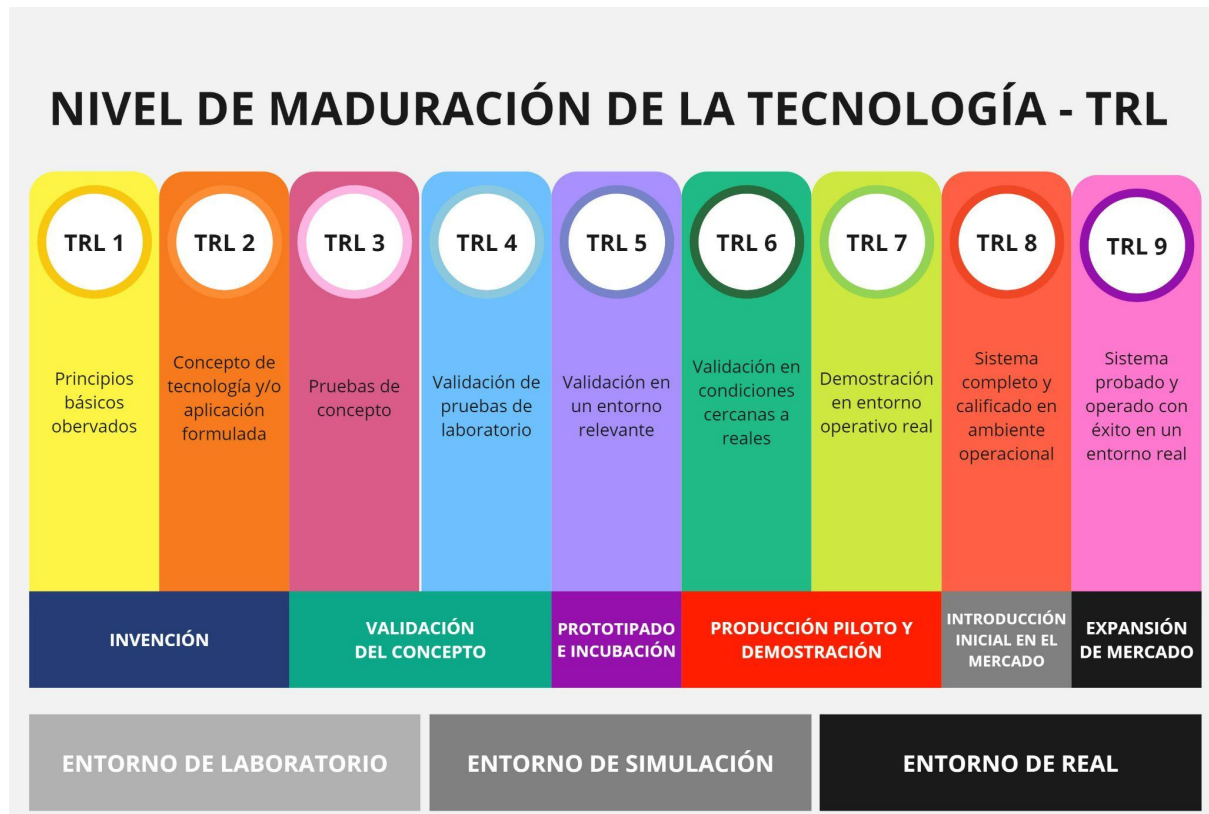 NIVEL DE MADURACIÓN DE LA TECNOLOGÍA - TRL
TRL 1
Principios
básicos
obervados
TRL 2
Concepto de
tecnología y/o
aplicación
formulada
TRL 3
Pruebas de
concepto
TRL 4
Validación de
pruebas de
laboratorio
TRL 5
Validación en
un entorno
relevante
TRL 6
Validación en
condiciones
cercanas a
reales
TRL 7
Demostración
en entorno
operativo real
TRL 8
Sistema
completo y
calificado en
ambiente
operacional
TRL 9
Sistema
probado y
operado con
éxito en un
entorno real
INVENCIÓN
VALIDACIÓN
DEL CONCEPTO
PROTOTIPADO
E INCUBACIÓN
PRODUCCIÓN PILOTO Y
DEMOSTRACIÓN
INTRODUCCIÓN
INICIAL EN EL
MERCADO
EXPANSIÓN
DE MERCADO
ENTORNO DE LABORATORIO
ENTORNO DE SIMULACIÓN
ENTORNO DE REAL